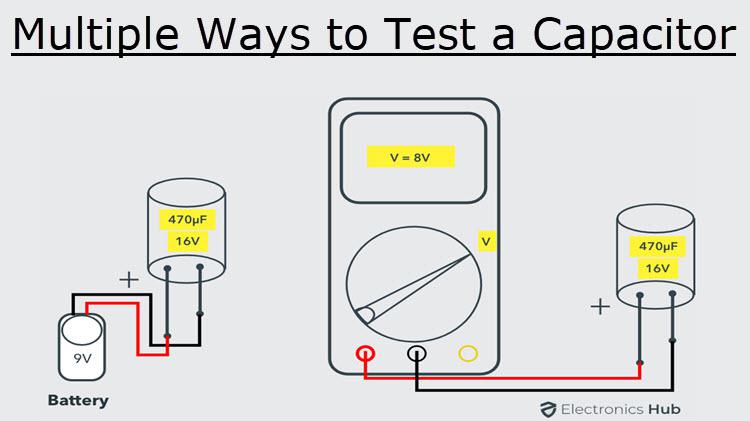 Multiple Ways to Test a Capacitor
V = 8V
470µF
16V
V
470µF
16V
+
+
9V
Battery
Electronics Hub